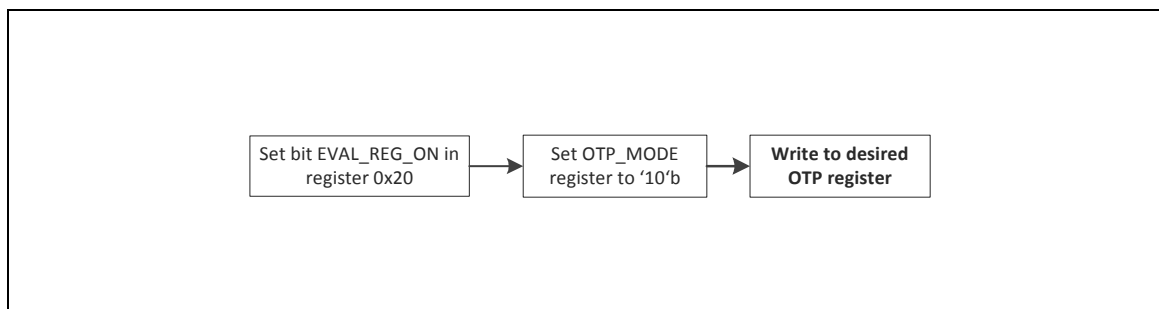 Set bit EVAL_REG_ON in
register 0x20
Set OTP_MODE
register to ‘10‘b
Write to desired
OTP register